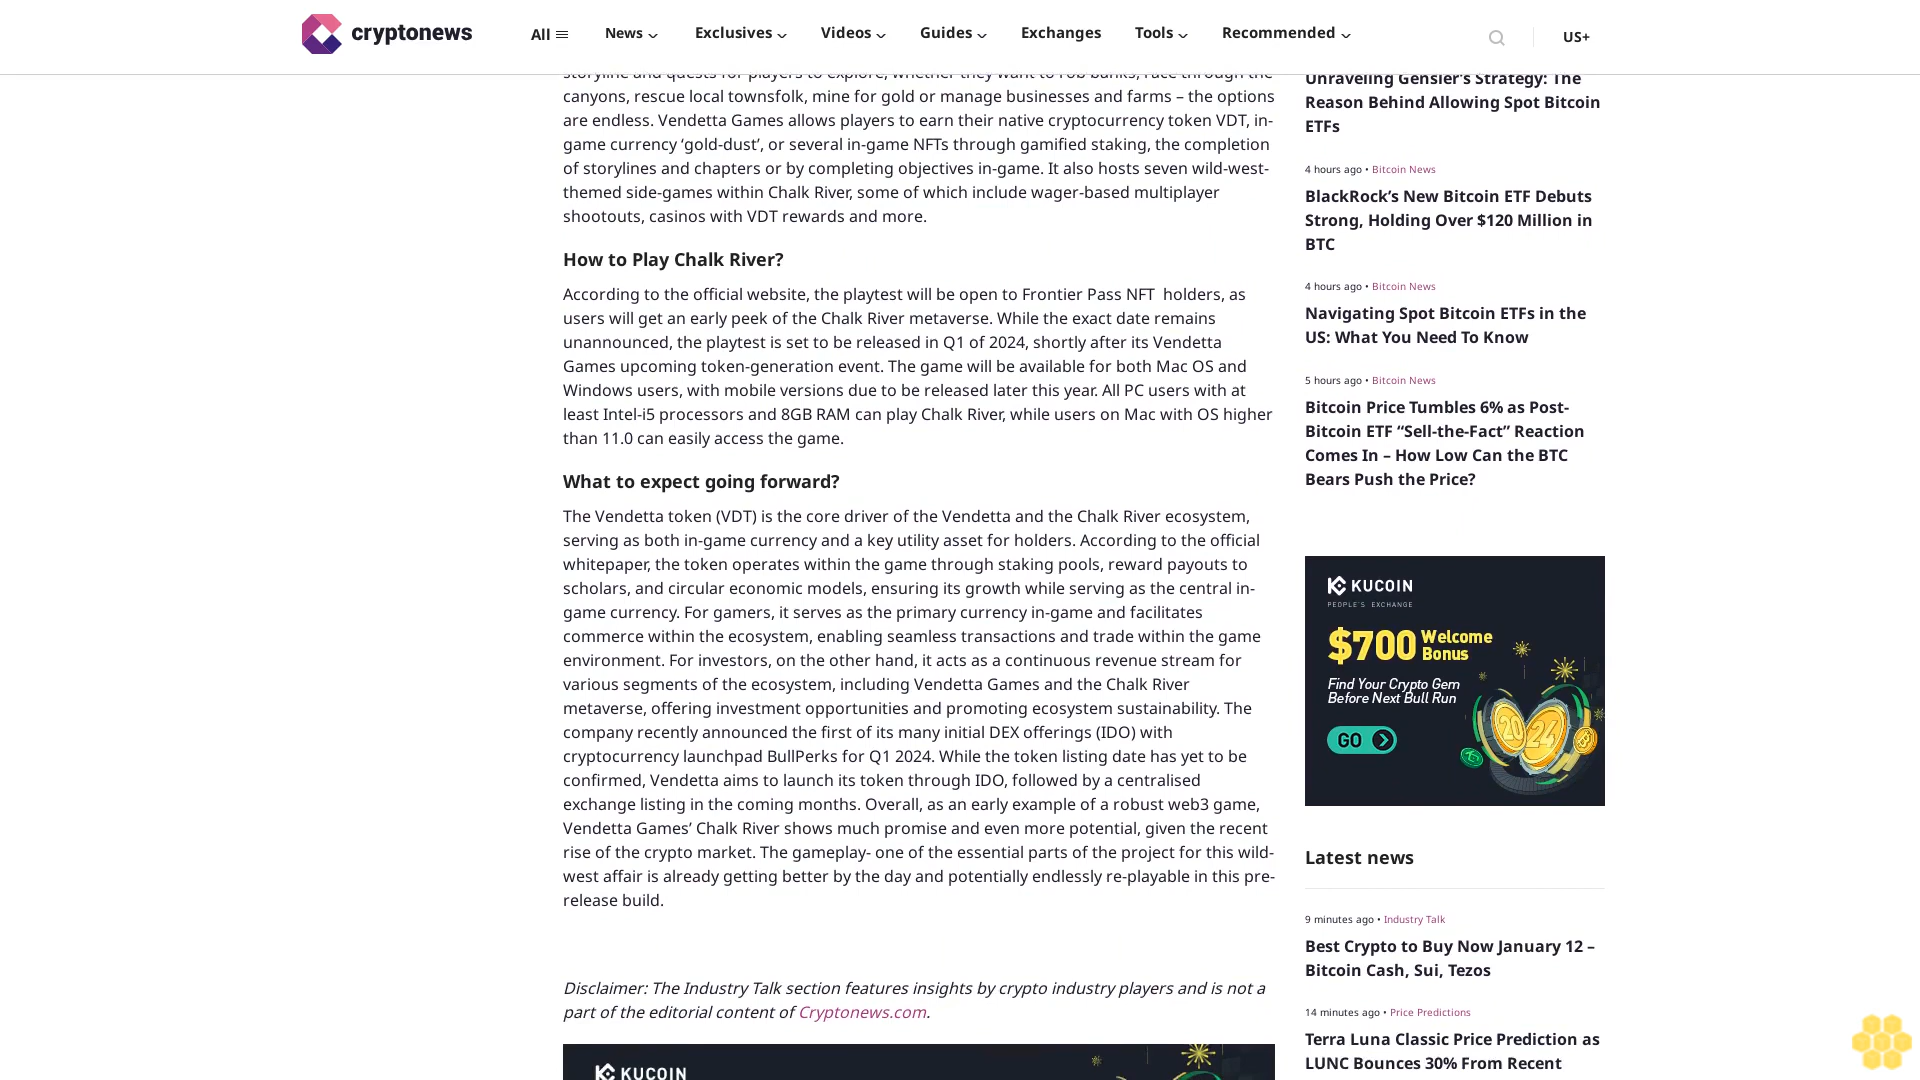 cryptonews
All
News
Exclusives
Videos
Guides
Exchanges
Tools
Recommended
US+
storyline and quests for players to explore, whether they want to rob banks, race through the
canyons, rescue local townsfolk, mine for gold or manage businesses and farms – the options
are endless. Vendetta Games allows players to earn their native cryptocurrency token VDT, in-
game currency ‘gold-dust’, or several in-game NFTs through gamified staking, the completion
of storylines and chapters or by completing objectives in-game. It also hosts seven wild-west-
themed side-games within Chalk River, some of which include wager-based multiplayer
shootouts, casinos with VDT rewards and more.
How to Play Chalk River?
According to the official website, the playtest will be open to Frontier Pass NFT  holders, as
users will get an early peek of the Chalk River metaverse. While the exact date remains
unannounced, the playtest is set to be released in Q1 of 2024, shortly after its Vendetta
Games upcoming token-generation event. The game will be available for both Mac OS and
Windows users, with mobile versions due to be released later this year. All PC users with at
least Intel-i5 processors and 8GB RAM can play Chalk River, while users on Mac with OS higher
than 11.0 can easily access the game.
What to expect going forward?
The Vendetta token (VDT) is the core driver of the Vendetta and the Chalk River ecosystem,
serving as both in-game currency and a key utility asset for holders. According to the official
whitepaper, the token operates within the game through staking pools, reward payouts to
scholars, and circular economic models, ensuring its growth while serving as the central in-
game currency. For gamers, it serves as the primary currency in-game and facilitates
commerce within the ecosystem, enabling seamless transactions and trade within the game
environment. For investors, on the other hand, it acts as a continuous revenue stream for
various segments of the ecosystem, including Vendetta Games and the Chalk River
metaverse, offering investment opportunities and promoting ecosystem sustainability. The
company recently announced the first of its many initial DEX offerings (IDO) with
cryptocurrency launchpad BullPerks for Q1 2024. While the token listing date has yet to be
confirmed, Vendetta aims to launch its token through IDO, followed by a centralised
exchange listing in the coming months. Overall, as an early example of a robust web3 game,
Vendetta Games’ Chalk River shows much promise and even more potential, given the recent
rise of the crypto market. The gameplay- one of the essential parts of the project for this wild-
west affair is already getting better by the day and potentially endlessly re-playable in this pre-
release build.
Disclaimer: The Industry Talk section features insights by crypto industry players and is not a
part of the editorial content of Cryptonews.com.
KUCOIN
Unraveling Gensler’s Strategy: The
Reason Behind Allowing Spot Bitcoin
ETFs
4 hours ago • Bitcoin News
BlackRock’s New Bitcoin ETF Debuts
Strong, Holding Over $120 Million in
BTC
4 hours ago • Bitcoin News
Navigating Spot Bitcoin ETFs in the
US: What You Need To Know
5 hours ago • Bitcoin News
Bitcoin Price Tumbles 6% as Post-
Bitcoin ETF “Sell-the-Fact” Reaction
Comes In – How Low Can the BTC
Bears Push the Price?
KUCOIN
PEOPLE'S EXCHANGE
$700 Welcome
Bonus
Find Your Crypto Gem
Before Next Bull Run
GO
20 24
Latest news
9 minutes ago • Industry Talk
Best Crypto to Buy Now January 12 –
Bitcoin Cash, Sui, Tezos
14 minutes ago • Price Predictions
Terra Luna Classic Price Prediction as
LUNC Bounces 30% From Recent